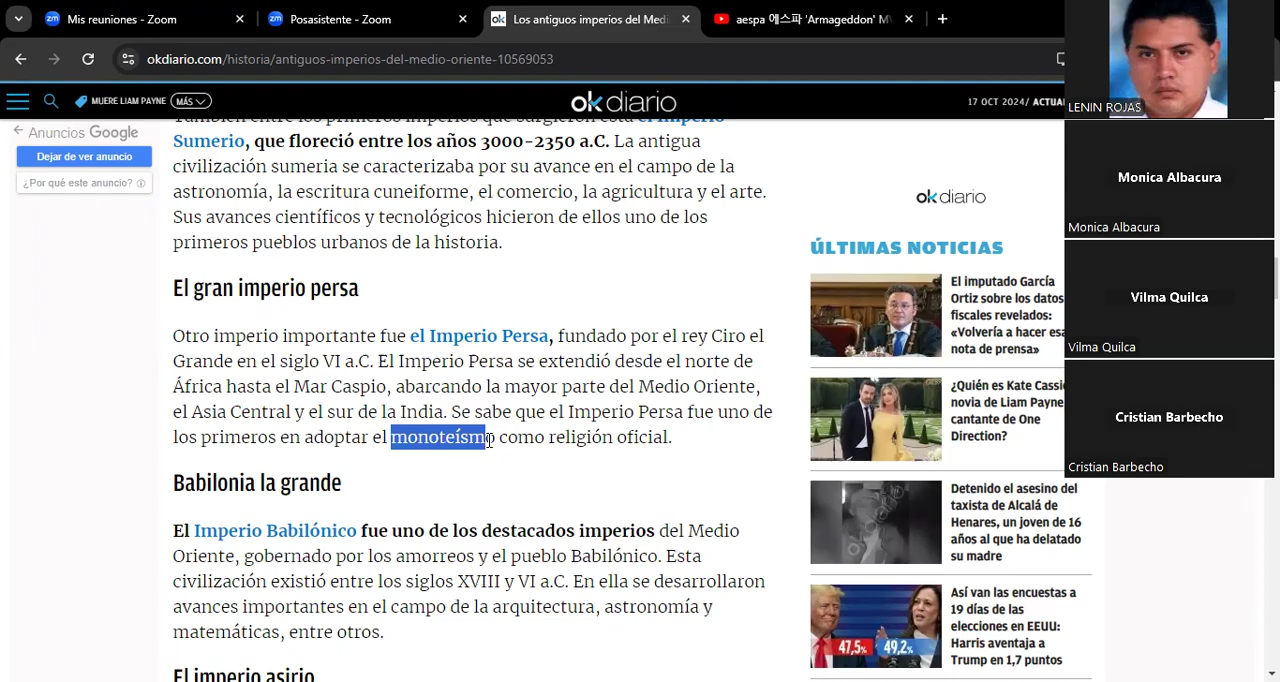 Mis reuniones - Zoom
Posasistente - Zoom
Los antiguos imperios del Medi
aespa 에스파 'Armageddon' MV
okdiario.com/historia/antiguos-imperios-del-medio-oriente-10569053
MUERE LIAM PAYNE
MÁS
okdiario
17 OCT 2024/ ACTUA
Anuncios Google
Dejar de ver anuncio
¿Por qué este anuncio?
También entre los primeros imperios que surgieron está el Imperio
Sumerio, que floreció entre los años 3000-2350 a.C. La antigua
civilización sumeria se caracterizaba por su avance en el campo de la
astronomía, la escritura cuneiforme, el comercio, la agricultura y el arte.
Sus avances científicos y tecnológicos hicieron de ellos uno de los
primeros pueblos urbanos de la historia.
El gran imperio persa
Otro imperio importante fue el Imperio Persa, fundado por el rey Ciro el
Grande en el siglo VI a.C. El Imperio Persa se extendió desde el norte de
África hasta el Mar Caspio, abarcando la mayor parte del Medio Oriente,
el Asia Central y el sur de la India. Se sabe que el Imperio Persa fue uno de
los primeros en adoptar el monoteísmo como religión oficial.
Babilonia la grande
El Imperio Babilónico fue uno de los destacados imperios del Medio
Oriente, gobernado por los amorreos y el pueblo Babilónico. Esta
civilización existió entre los siglos XVIII y VI a.C. En ella se desarrollaron
avances importantes en el campo de la arquitectura, astronomía y
matemáticas, entre otros.
El imperio asirio
okdiario
ÚLTIMAS NOTICIAS
El imputado García
Ortiz sobre los datos
fiscales revelados:
«Volvería a hacer esa
nota de prensa»
¿Quién es Kate Cassid
novia de Liam Payne
cantante de One
Direction?
Detenido el asesino del
taxista de Alcalá de
Henares, un joven de 16
años al que ha delatado
su madre
Así van las encuestas a
19 días de las
elecciones en EEUU:
Harris aventaja a
Trump en 1,7 puntos
47,5%
49,2%
LENIN ROJAS
Monica Albacura
Monica Albacura
Vilma Quilca
Vilma Quilca
Cristian Barbecho
Cristian Barbecho